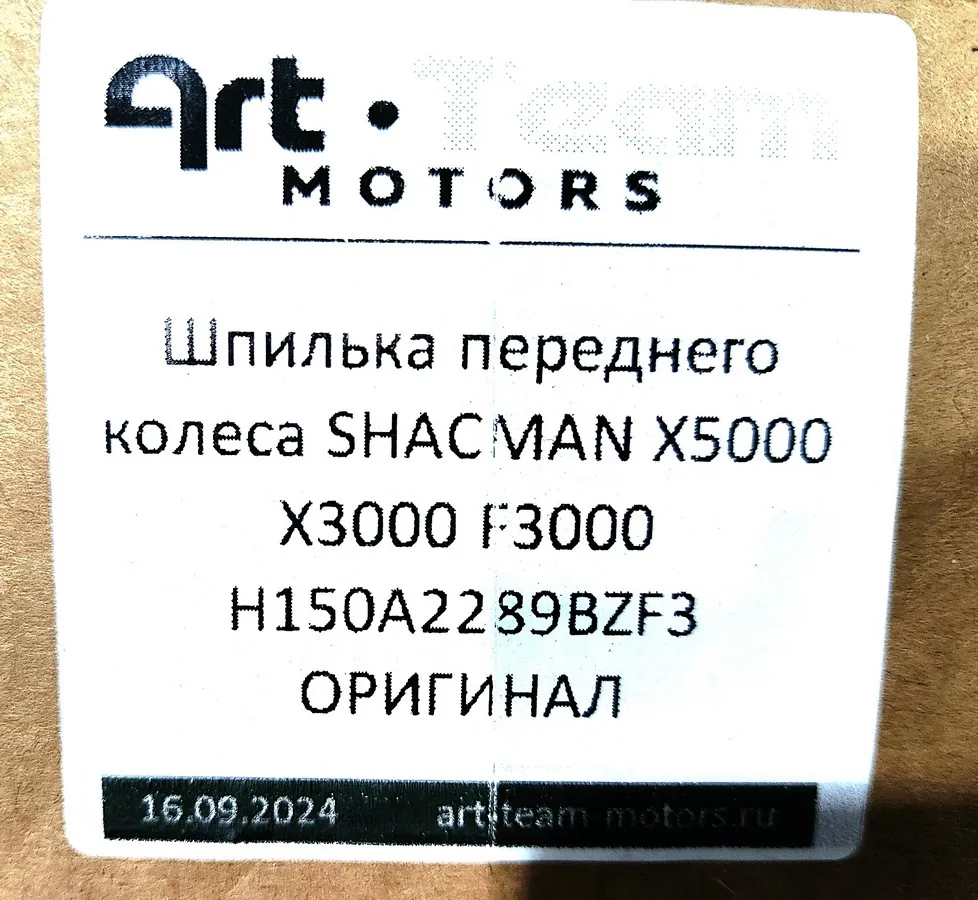 art · Team
MOTORS
Шпилька переднего
колеса SHACMAN X5000
X3000 F3000
H150A2289BZF3
ОРИГИНАЛ
16.09.2024 art-team-motors.ru